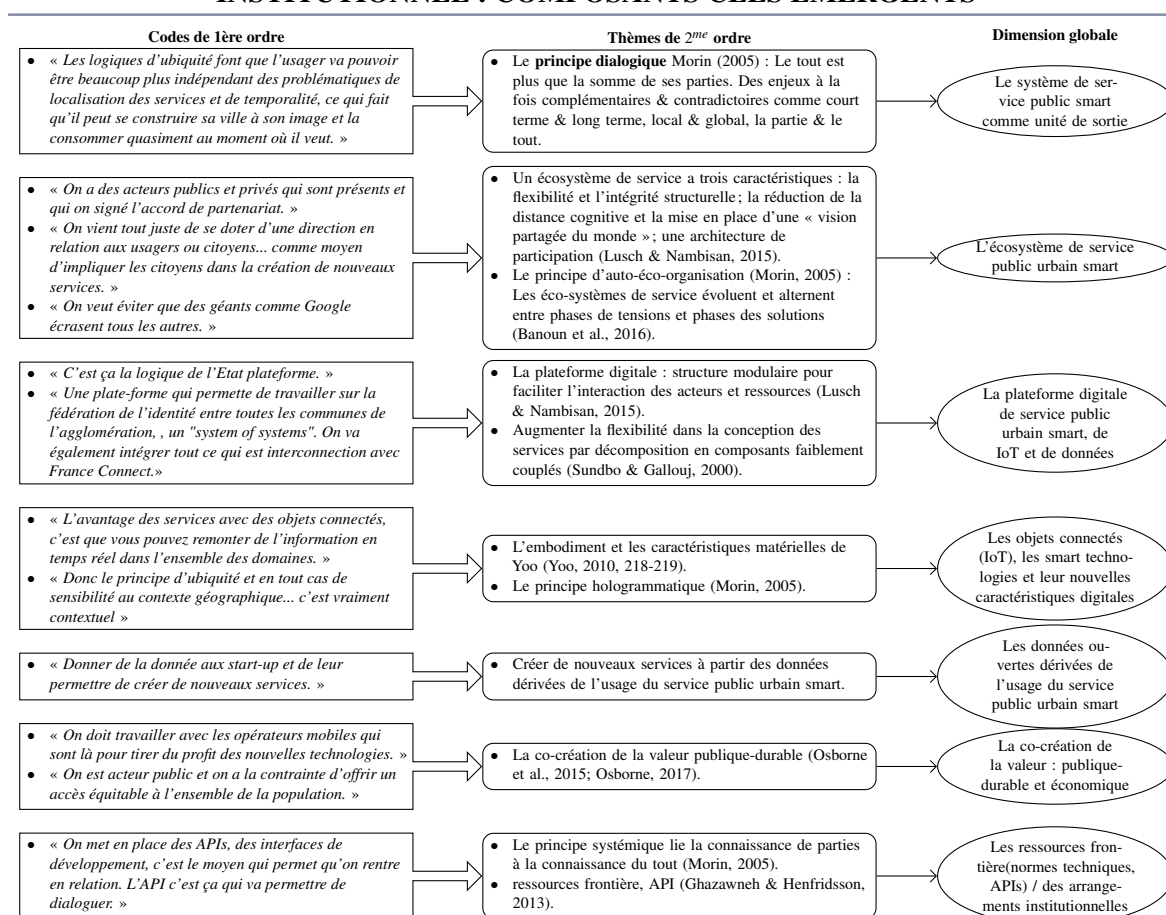 INSTITUTIONNEL : COMPOSANTS CLÉS ÉMERGENTS
Codes de 1ère ordre
Thèmes de 2me ordre
Dimension globale
• « Les logiques d'ubiquité font que l'usager va pouvoir
être beaucoup plus indépendant des problématiques de
localisation des services et de temporalité, ce qui fait
qu'il peut se construire sa ville à son image et la
consommer quasiment au moment où il veut. »
• Le principe dialogique Morin (2005) : Le tout est
plus que la somme de ses parties. Des enjeux à la
fois complémentaires & contradictoires comme court
terme & long terme, local & global, la partie & le
tout.
Le système de ser-
vice public smart
comme unité de sortie
• « On a des acteurs publics et privés qui sont présents et
qui on signé l'accord de partenariat. »
• « On vient tout juste de se doter d'une direction en
relation aux usagers ou citoyens... comme moyen
d'impliquer les citoyens dans la création de nouveaux
services. »
• « On veut éviter que des géants comme Google
écrasent tous les autres. »
• Un écosystème de service a trois caractéristiques : la
flexibilité et l'intégrité structurelle ; la réduction de la
distance cognitive et la mise en place d'une « vision
partagée du monde » ; une architecture de
participation (Lusch & Nambisan, 2015).
• Le principe d'auto-éco-organisation (Morin, 2005) :
Les éco-systèmes de service évoluent et alternent
entre phases de tensions et phases des solutions
(Banoun et al., 2016).
L'écosystème de service
public urbain smart
• « C'est ça la logique de l'Etat plateforme. »
• « Une plate-forme qui permete de travailler sur la
fédération de l'identité entre toutes les communes de
l'agglomération, , un "system of systems". On va
également intégrer tout ce qui est interconnection avec
France Connect.»
• La plateforme digitale : structure modulaire pour
faciliter l'interaction des acteurs et ressources (Lusch
& Nambisan, 2015).
• Augmenter la flexibilité dans la conception des
services par décomposition en composants faiblement
couplés (Sundbo & Gallouj, 2000).
La plateforme digitale
de service public
urbain smart, de
IoT et de données
• « L'avantage des services avec des objets connectés,
c'est que vous pouvez remonter de l'information en
temps réel dans l'ensemble des domaines. »
• « Donc le principe d'ubiquité et en tout cas de
sensibilité au contexte géographique... c'est vraiment
contextuel »
• L'embodiment et les caractéristiques matérielles de
Yoo (Yoo, 2010, 218-219).
• Le principe hologrammatique (Morin, 2005).
Les objets connectés
(IoT), les smart techno-
logies et leur nouvelles
caractéristiques digitales
• « Donner de la donnée aux start-up et de leur
permettre de créer de nouveaux services. »
• Créer de nouveaux services à partir des données
dérivées de l'usage du service public urbain smart.
Les données ou-
vertes dérivées de
l'usage du service
public urbain smart
• « On doit travailler avec les opérateurs mobiles qui
sont là pour tirer du profit des nouvelles technologies. »
• « On est acteur public et on a la contrainte d'offrir un
accès équitable à l'ensemble de la population. »
• La co-création de la valeur publique-durable (Osborne
et al., 2015; Osborne, 2017).
La co-création de
la valeur : publique-
durable et économique
• « On met en place des APIs, des interfaces de
développement, c'est le moyen qui permet qu'on rentre
en relation. L'API c'est ça qui va permettre de
dialoguer. »
• Le principe systémique lie la connaissance de parties
à la connaissance du tout (Morin, 2005).
• ressources frontière, API (Ghazawneh & Henfridsson,
2013).
Les ressources fron-
tière(normes techniques,
APIs) / des arrange-
ments institutionnelles